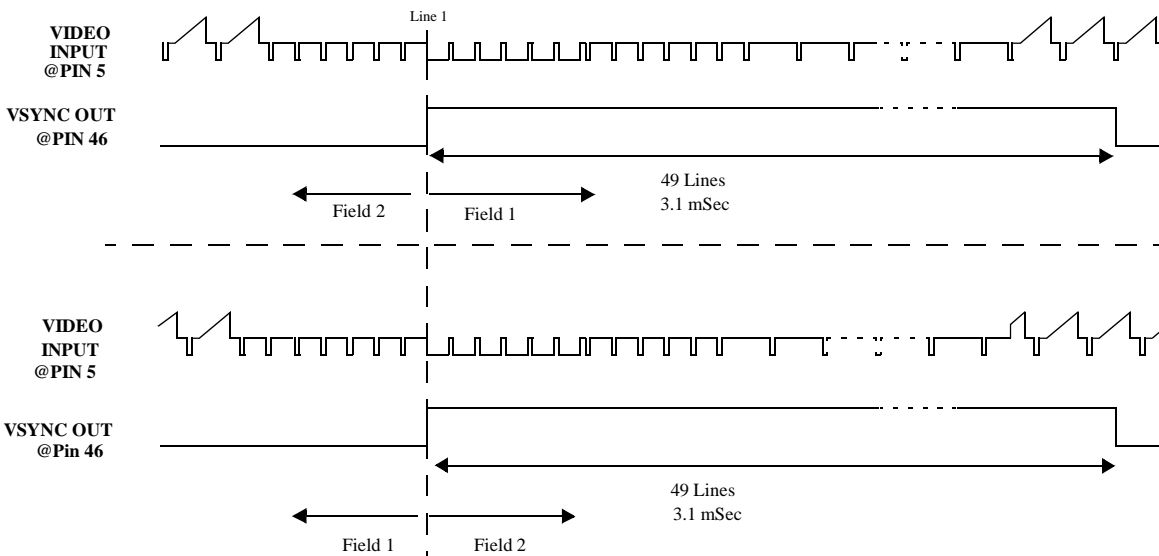 Line 1
VIDEO
INPUT
@PIN 5
VSYNC OUT
@PIN 46
49 Lines
3.1 mSec
Field 2
Field 1
VIDEO
INPUT
@PIN 5
VSYNC OUT
@Pin 46
49 Lines
3.1 mSec
Field 1
Field 2